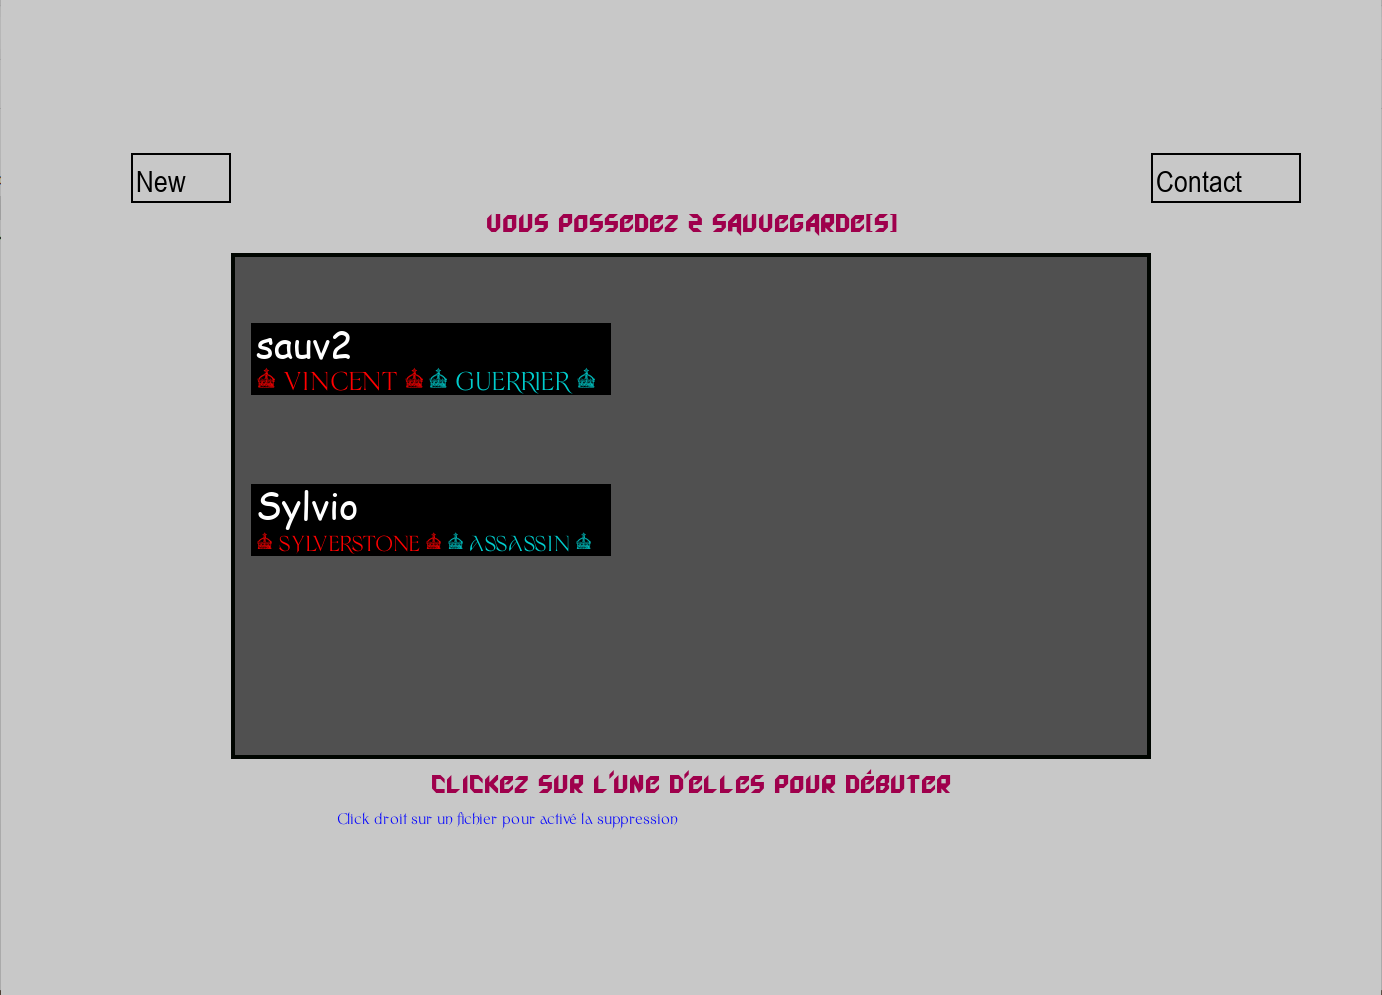 New
Contact
VOUS POSSEDEZ 2 SAUVEGARDE[S]
sauv2
VINCENT GUERRIER
Sylvio
SYLVERSTONE ASSASSIN
CLICKEZ SUR L'UNE D'ELLES POUR DÉBUTER
Click droit sur un fichier pour activé la suppression